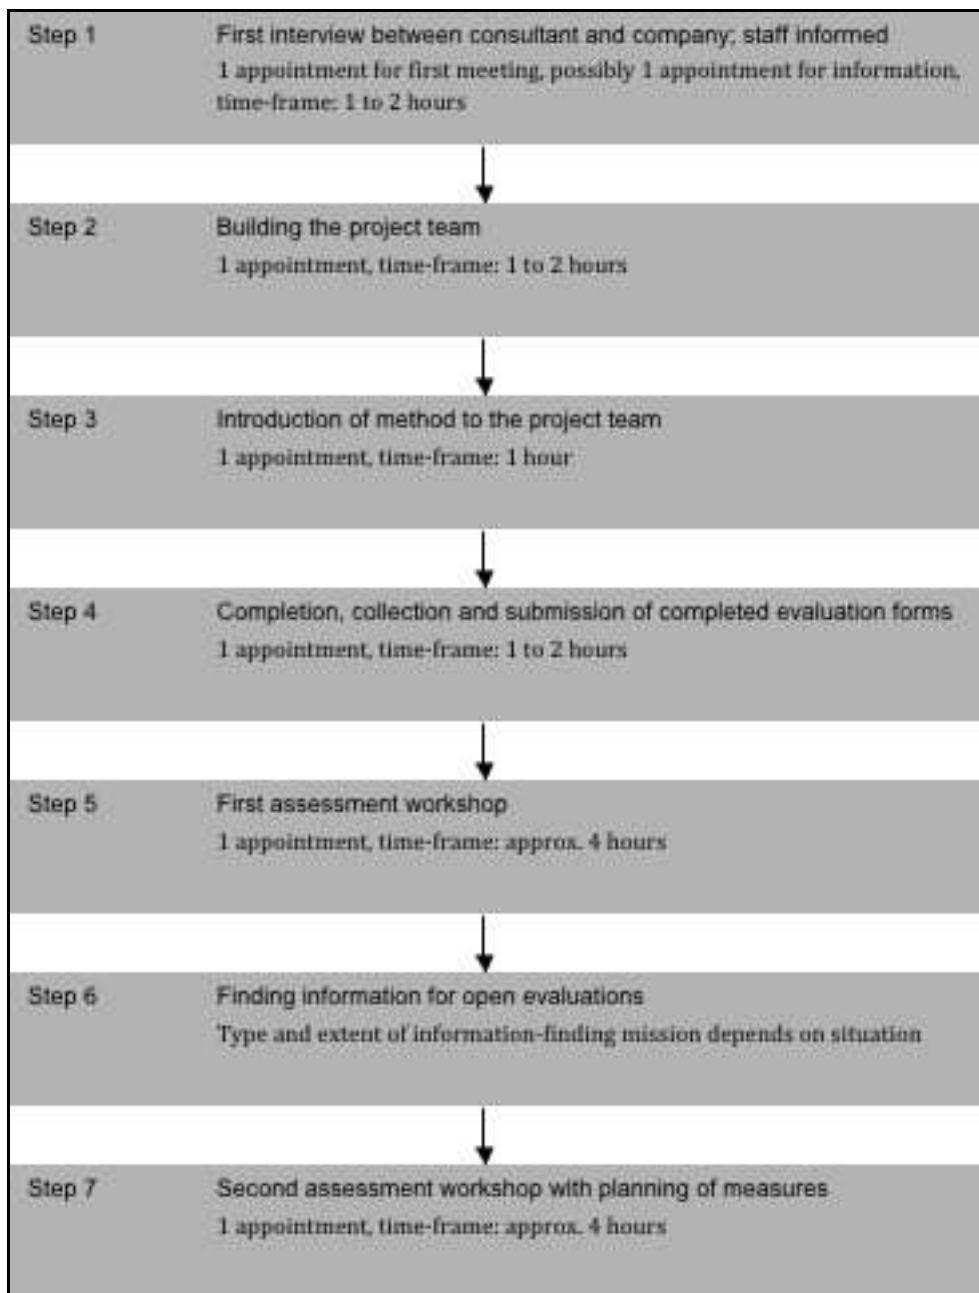 Step 1 First interview between consultant and company; staff informed
1 appointment for first meeting, possibly 1 appointment for information,
time-frame: 1 to 2 hours
Step 2 Building the project team
1 appointment, time-frame: 1 to 2 hours
Step 3 Introduction of method to the project team
1 appointment, time-frame: 1 hour
Step 4 Completion, collection and submission of completed evaluation forms
1 appointment, time-frame: 1 to 2 hours
Step 5 First assessment workshop
1 appointment, time-frame: approx. 4 hours
Step 6 Finding information for open evaluations
Type and extent of information-finding mission depends on situation
Step 7 Second assessment workshop with planning of measures
1 appointment, time-frame: approx. 4 hours